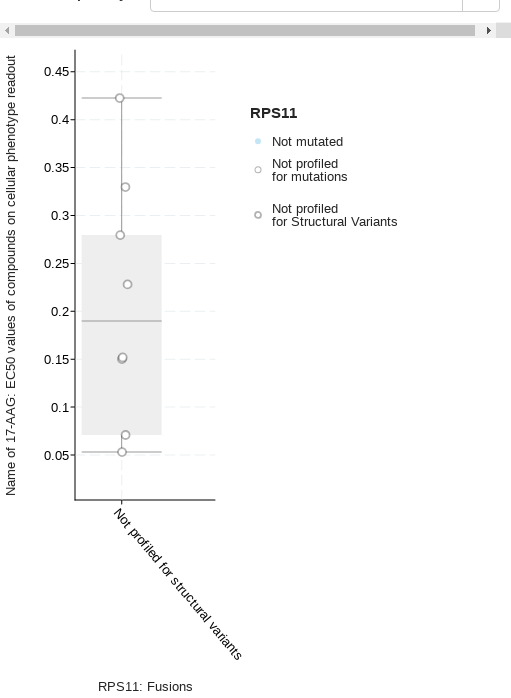 Name of 17-AAG: EC50 values of compounds on cellular phenotype readout
0.45
0.4
0.35
0.3
0.25
0.2
0.15
0.1
0.05
Not profiled for structural variants
RPS11: Fusions
RPS11
Not mutated
Not profiled
for mutations
Not profiled
for Structural Variants